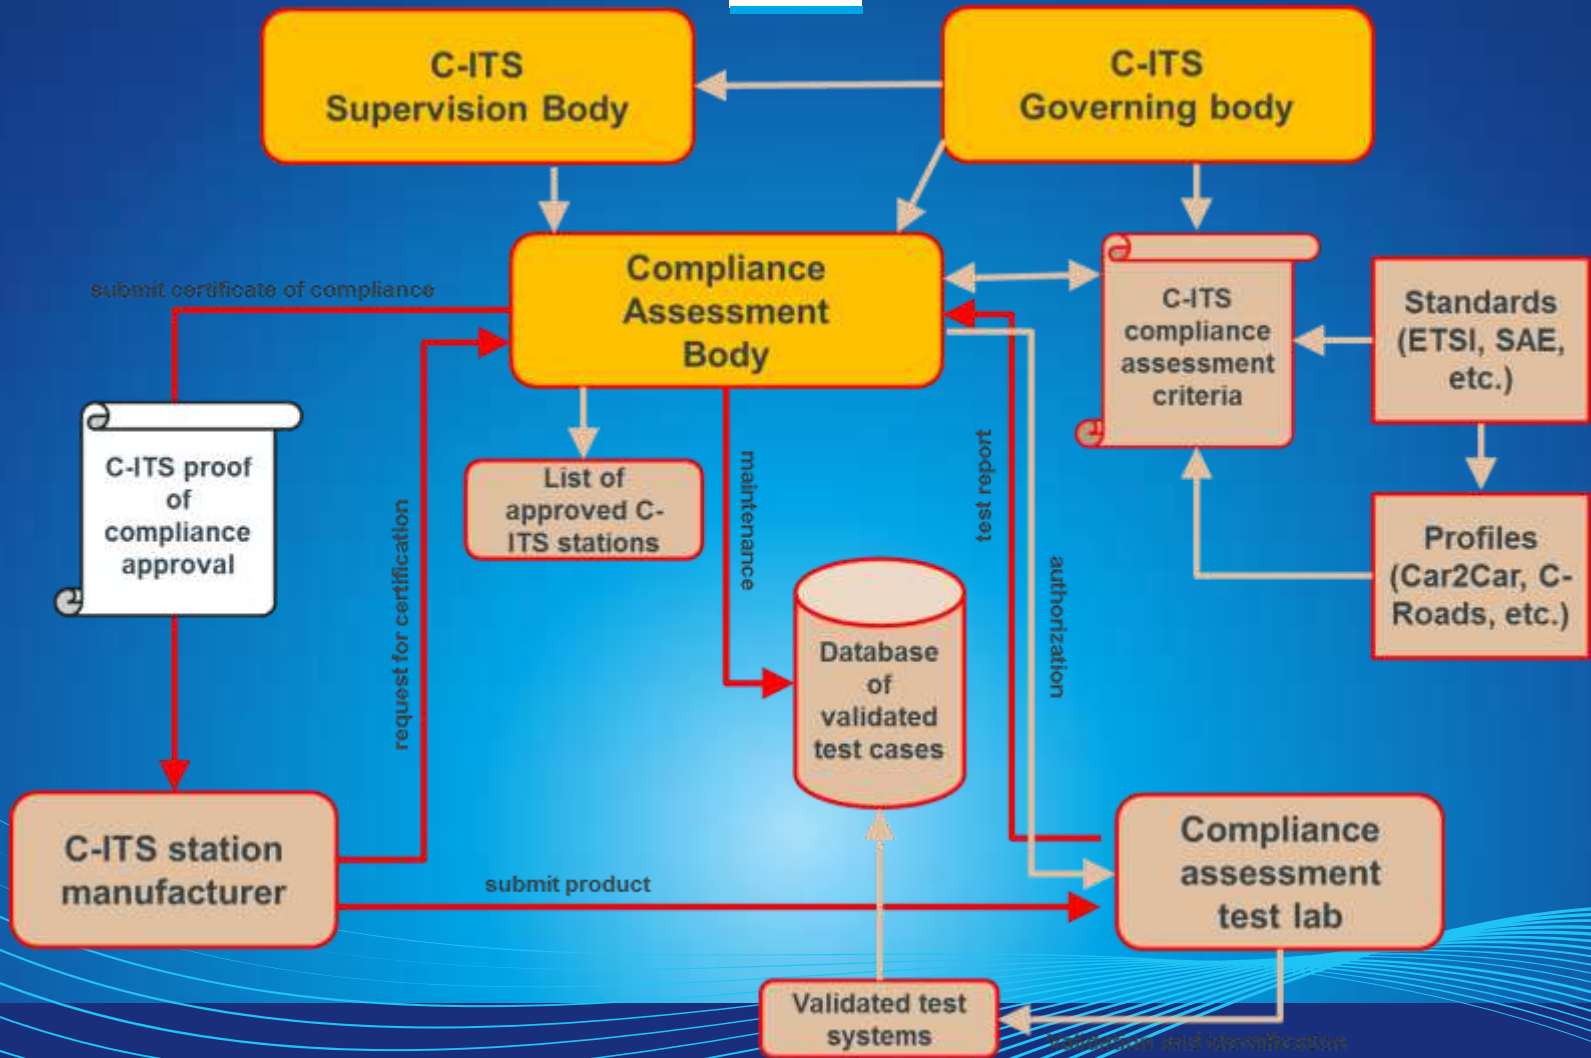 C-ITS
Supervision Body
C-ITS
Governing body
Compliance
Assessment
Body
submit certificate of compliance
C-ITS
compliance
assessment
criteria
Standards
(ETSI, SAE,
etc.)
C-ITS proof
of
compliance
approval
List of
approved C-
ITS stations
maintenance
test report
request for certification
authorization
Profiles
(Car2Car, C-
Roads, etc.)
Database
of
validated
test cases
C-ITS station
manufacturer
submit product
Compliance
assessment
test lab
Validated test
systems
validation and identification